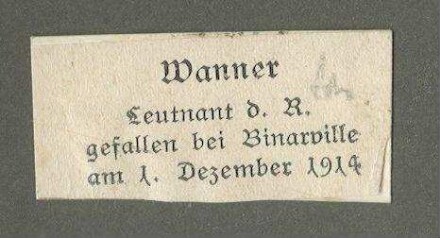 Wanner
Leutnant d. R.
gefallen bei Binarville
am 1. Dezember 1914